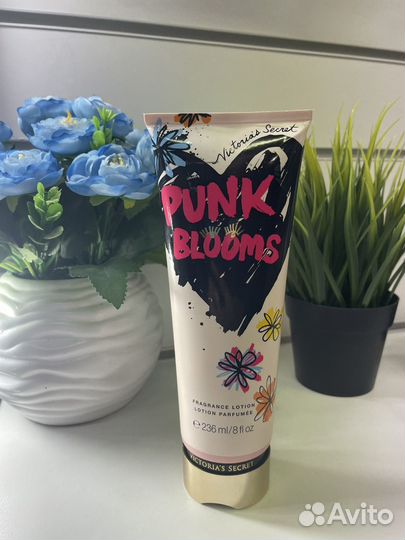 Victoria's Secret
PUNK
BLOOMS
FRAGRANCE LOTION
LOTION PARFUMÉE
℮ 236 ml/8 fl oz
VICTORIA'S SECRET
Avito